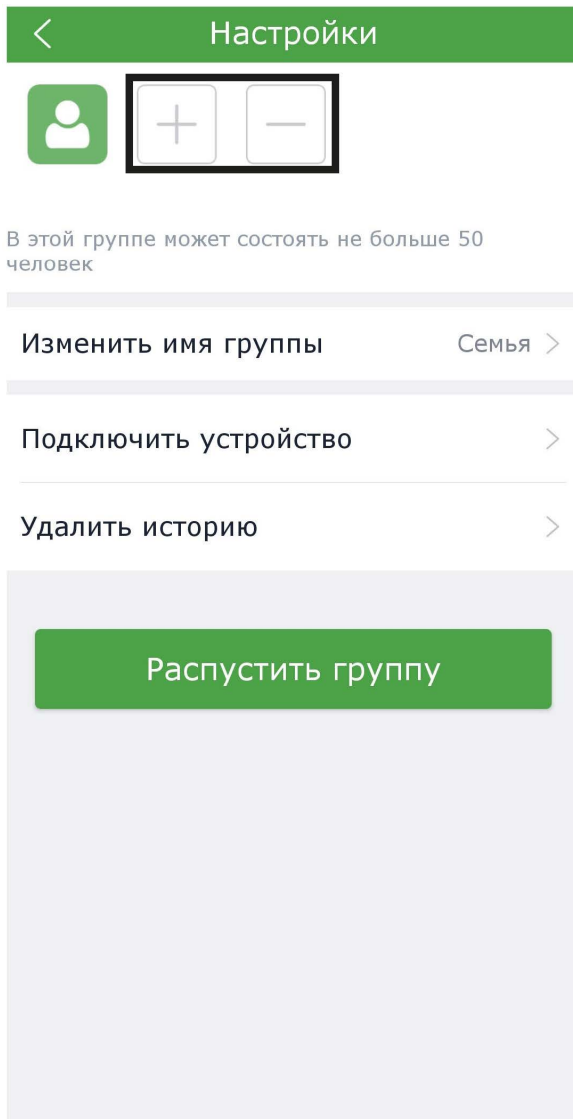 Настройки
В этой группе может состоять не больше 50
человек
Изменить имя группы Семья
Подключить устройство
Удалить историю
Распустить группу